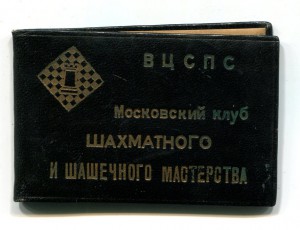 ВЦСПС
Московский клуб
ШАХМАТНОГО
И ШАШЕЧНОГО МАСТЕРСТВА